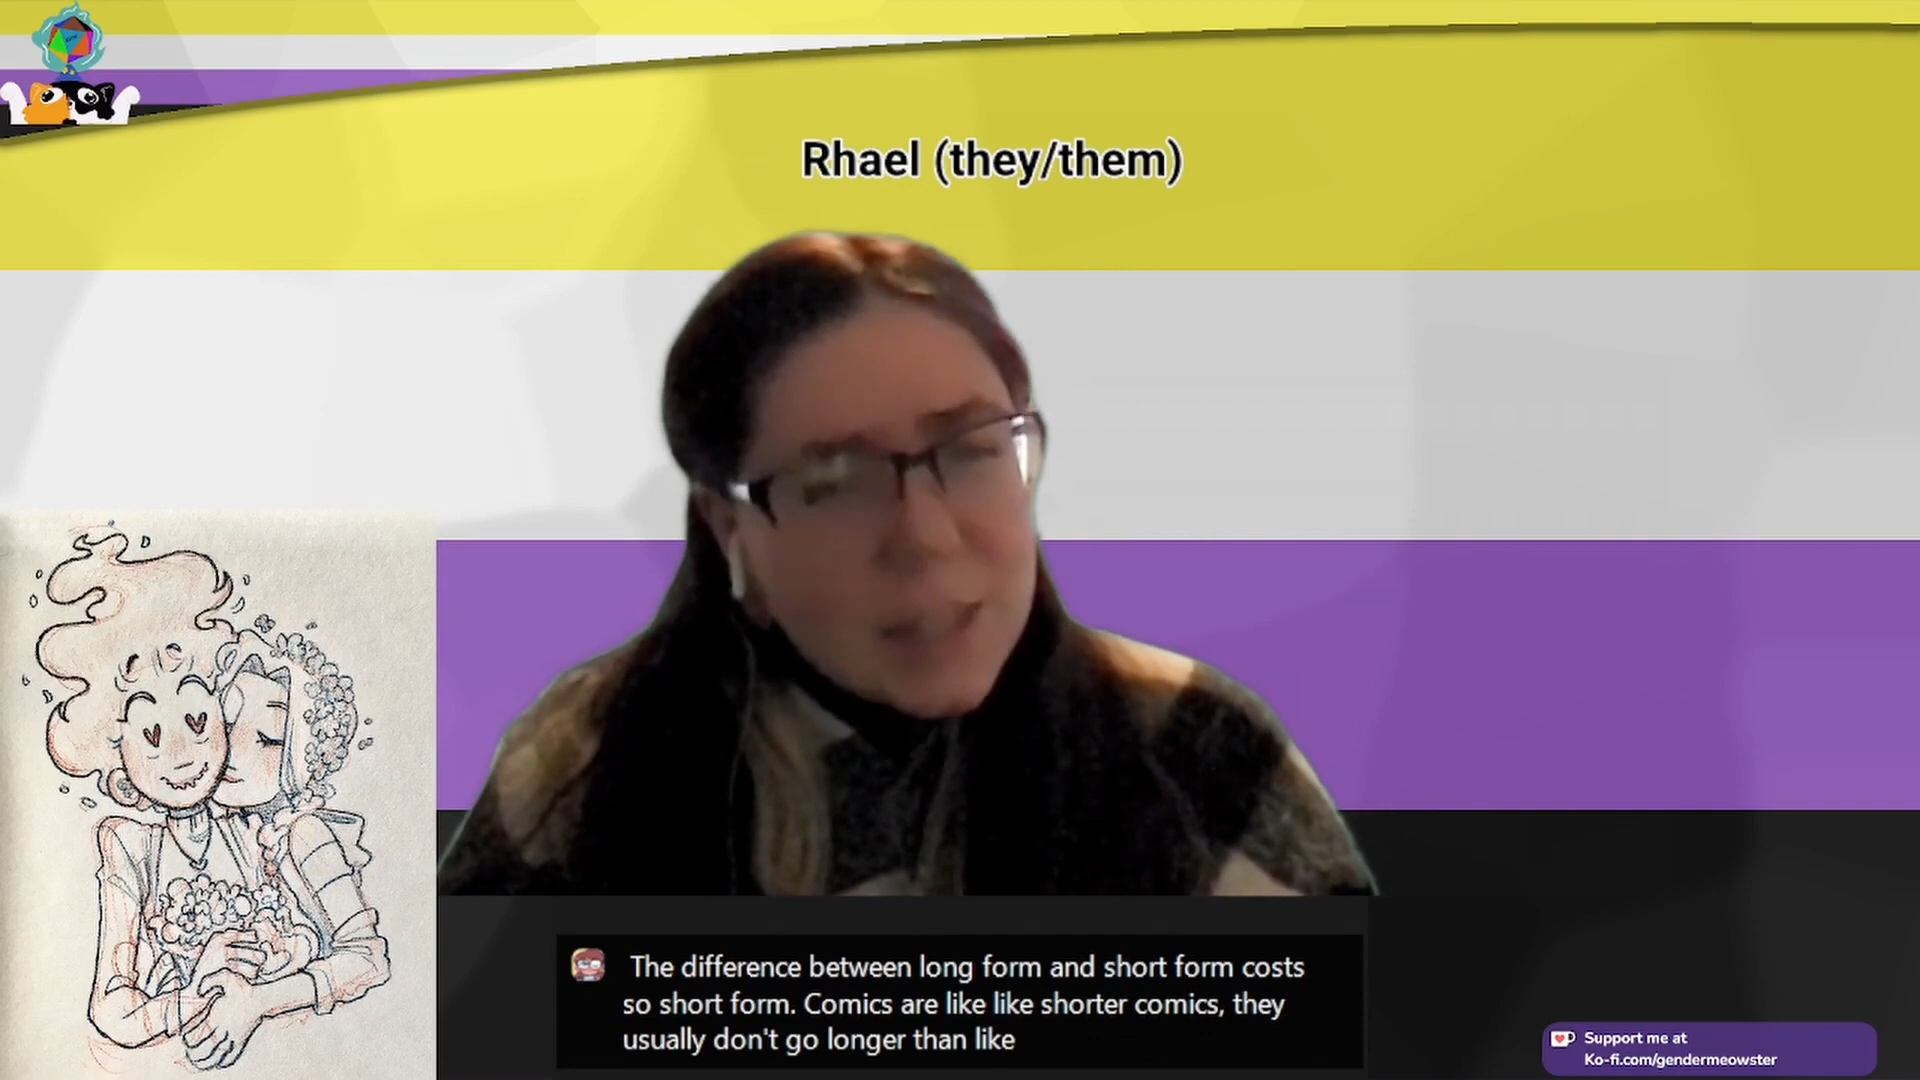 Rhael (they/them)
The difference between long form and short form costs
so short form. Comics are like like shorter comics, they
usually don't go longer than like
Support me at
Ko-fi.com/gendermeowster